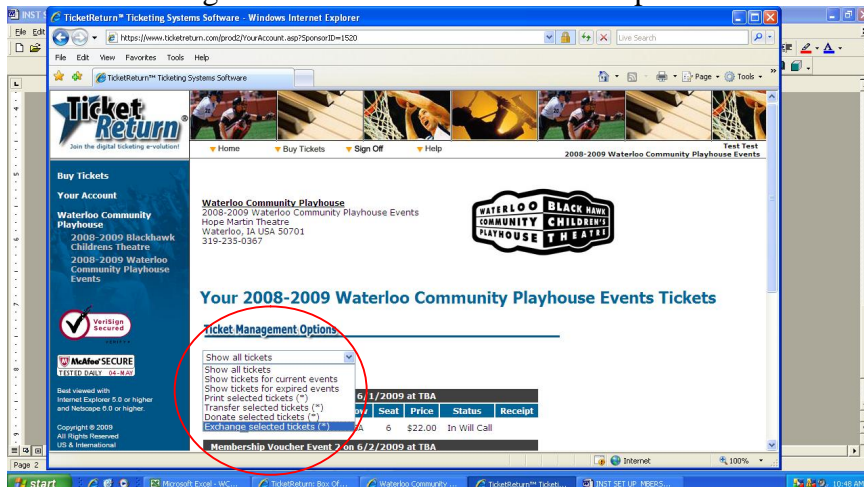 INST S
TicketReturn™ Ticketing Systems Software - Windows Internet Explorer
https://www.ticketreturn.com/prod2/YourAccount.asp?SponsorID=1520
Live Search
File Edit View Favorites Tools Help
TicketReturn™ Ticketing Systems Software
Page Tools
Ticket Return®
Join the digital ticketing e-volution!
Home Buy Tickets Sign Off Help
Test Test
2008-2009 Waterloo Community Playhouse Events
Buy Tickets
Your Account
Waterloo Community
Playhouse
2008-2009 Blackhawk
Childrens Theatre
2008-2009 Waterloo
Community Playhouse
Events
VeriSign
Secured
VERIFY
McAfee SECURE
TESTED DAILY 04-MAY
Best viewed with
Internet Explorer 5.0 or higher
and Netscape 6.0 or higher.
Copyright © 2009
All Rights Reserved
US & International
Waterloo Community Playhouse
2008-2009 Waterloo Community Playhouse Events
Hope Martin Theatre
Waterloo, IA USA 50701
319-235-0367
WATERLOO COMMUNITY PLAYHOUSE
BLACK HAWK CHILDREN'S THEATRE
Your 2008-2009 Waterloo Community Playhouse Events Tickets
Ticket Management Options
Show all tickets
Show all tickets
Show tickets for current events
Show tickets for expired events
Print selected tickets (*)
Transfer selected tickets (*)
Donate selected tickets (*)
Exchange selected tickets (*)
6/1/2009 at TBA
Seat Price Status Receipt
6 $22.00 In Will Call
Membership Voucher Event 2 on 6/2/2009 at TBA
Internet 100%
Page 2
start
Microsoft Excel - WC...
TicketReturn: Box Of...
Waterloo Community ...
TicketReturn™ Ticketi...
INST SET UP MBERS...
10:48 AM